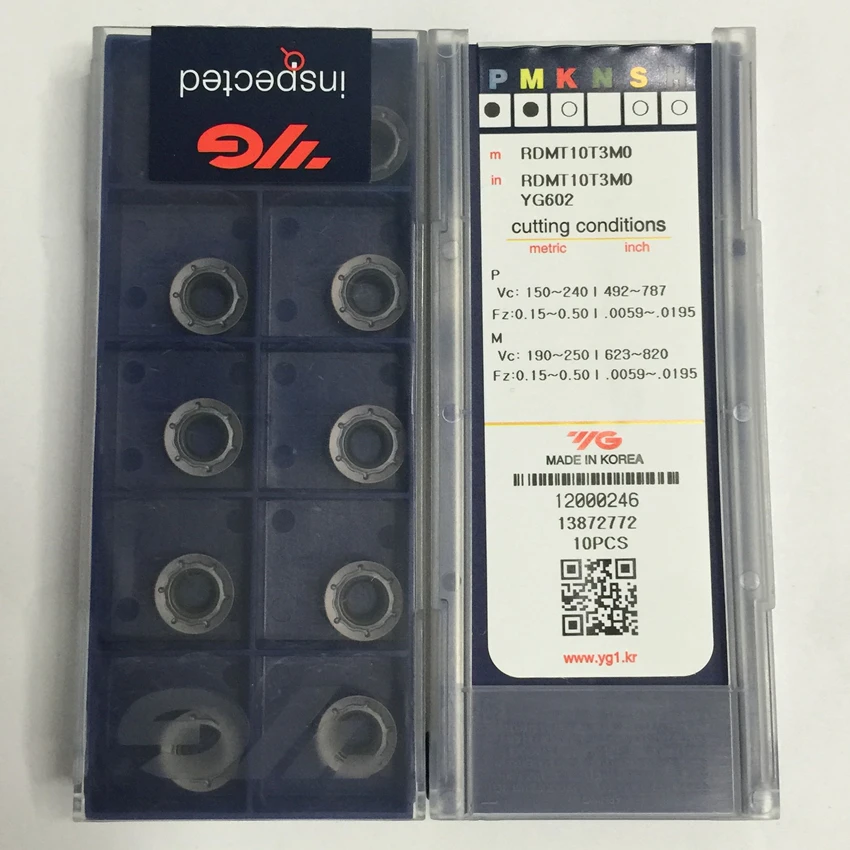 inspected
YG
P M K N S H
m RDMT10T3M0
in RDMT10T3M0
YG602
cutting conditions
metric inch
P
Vc: 150~240 | 492~787
Fz:0.15~0.50 | .0059~.0195
M
Vc: 190~250 | 623~820
Fz:0.15~0.50 | .0059~.0195
YG
MADE IN KOREA
12000246
13872772
10PCS
www.yg1.kr
YG